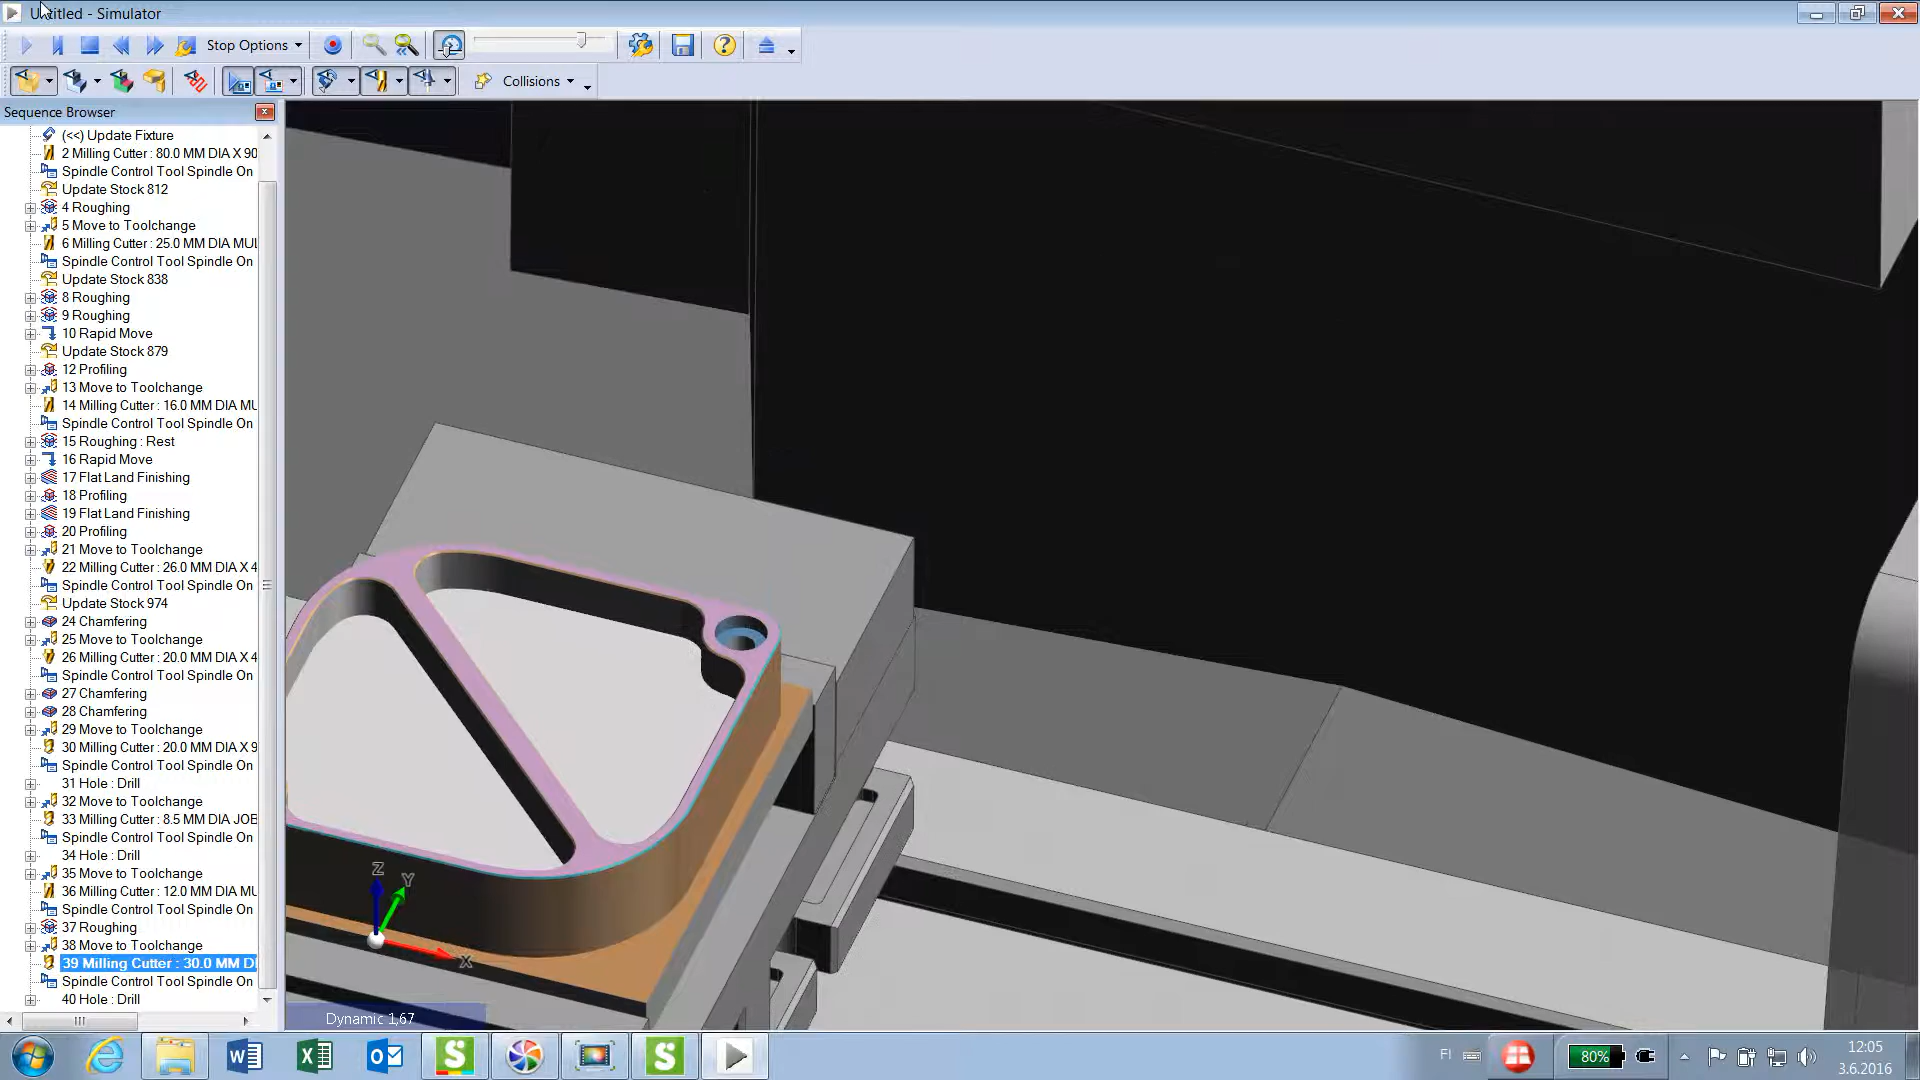 Untitled - Simulator
Stop Options
Collisions
Sequence Browser
(<<) Update Fixture
2 Milling Cutter : 80.0 MM DIA X 90
Spindle Control Tool Spindle On
Update Stock 812
4 Roughing
5 Move to Toolchange
6 Milling Cutter : 25.0 MM DIA MUL
Spindle Control Tool Spindle On
Update Stock 838
8 Roughing
9 Roughing
10 Rapid Move
Update Stock 879
12 Profiling
13 Move to Toolchange
14 Milling Cutter : 16.0 MM DIA MU
Spindle Control Tool Spindle On
15 Roughing : Rest
16 Rapid Move
17 Flat Land Finishing
18 Profiling
19 Flat Land Finishing
20 Profiling
21 Move to Toolchange
22 Milling Cutter : 26.0 MM DIA X 4
Spindle Control Tool Spindle On
Update Stock 974
24 Chamfering
25 Move to Toolchange
26 Milling Cutter : 20.0 MM DIA X 4
Spindle Control Tool Spindle On
27 Chamfering
28 Chamfering
29 Move to Toolchange
30 Milling Cutter : 20.0 MM DIA X 9
Spindle Control Tool Spindle On
31 Hole : Drill
32 Move to Toolchange
33 Milling Cutter : 8.5 MM DIA JOB
Spindle Control Tool Spindle On
34 Hole : Drill
35 Move to Toolchange
36 Milling Cutter : 12.0 MM DIA MU
Spindle Control Tool Spindle On
37 Roughing
38 Move to Toolchange
39 Milling Cutter : 30.0 MM DI
Spindle Control Tool Spindle On
40 Hole : Drill
Z
Y
X
Dynamic 1,67
FI
80%
12:05
3.6.2016